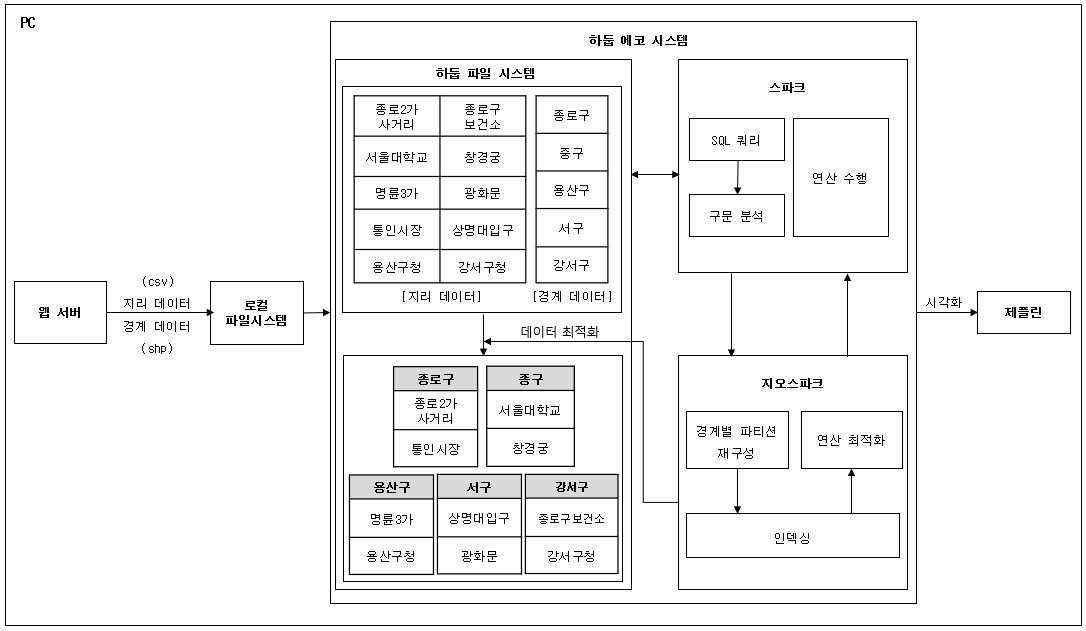 PC
하둡 에코 시스템
하둡 파일 시스템
종로2가
사거리
종로구
보건소
서울대학교
창경궁
명륜3가
광화문
통인시장
상명대입구
용산구청
강서구청
[지리 데이터]
종로구
중구
용산구
서구
강서구
[경계 데이터]
스파크
SQL 쿼리
구문 분석
연산 수행
웹 서버
(csv)
지리 데이터
경계 데이터
(shp)
로컬
파일시스템
데이터 최적화
종로구
종로2가
사거리
통인시장
종구
서울대학교
창경궁
용산구
명륜3가
용산구청
서구
상명대입구
광화문
강서구
종로구보건소
강서구청
지오스파크
경계별 파티션
재구성
연산 최적화
인덱싱
시각화
제플린